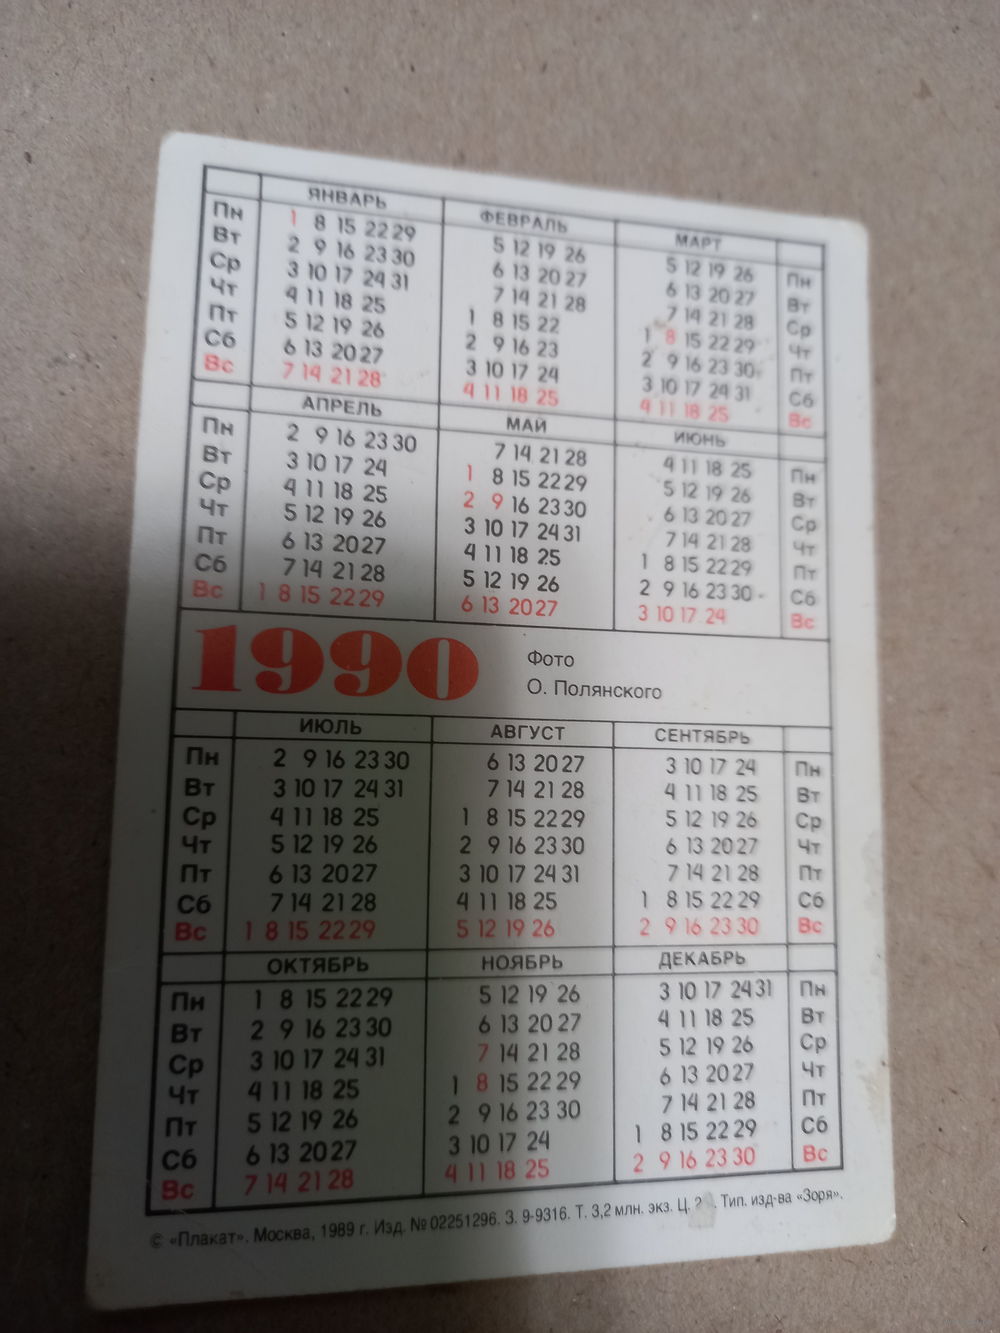 ЯНВАРЬ ФЕВРАЛЬ МАРТ
Пн 1 8 15 22 29 5 12 19 26 5 12 19 26 Пн
Вт 2 9 16 23 30 6 13 20 27 6 13 20 27 Вт
Ср 3 10 17 24 31 7 14 21 28 7 14 21 28 Ср
Чт 4 11 18 25 1 8 15 22 1 8 15 22 29 Чт
Пт 5 12 19 26 2 9 16 23 2 9 16 23 30 Пт
Сб 6 13 20 27 3 10 17 24 3 10 17 24 31 Сб
Вс 7 14 21 28 4 11 18 25 4 11 18 25 Вс
АПРЕЛЬ МАЙ ИЮНЬ
Пн 2 9 16 23 30 7 14 21 28 4 11 18 25 Пн
Вт 3 10 17 24 1 8 15 22 29 5 12 19 26 Вт
Ср 4 11 18 25 2 9 16 23 30 6 13 20 27 Ср
Чт 5 12 19 26 3 10 17 24 31 7 14 21 28 Чт
Пт 6 13 20 27 4 11 18 25 1 8 15 22 29 Пт
Сб 7 14 21 28 5 12 19 26 2 9 16 23 30 Сб
Вс 1 8 15 22 29 6 13 20 27 3 10 17 24 Вс
1990
Фото
О. Полянского
ИЮЛЬ АВГУСТ СЕНТЯБРЬ
Пн 2 9 16 23 30 6 13 20 27 3 10 17 24 Пн
Вт 3 10 17 24 31 7 14 21 28 4 11 18 25 Вт
Ср 4 11 18 25 1 8 15 22 29 5 12 19 26 Ср
Чт 5 12 19 26 2 9 16 23 30 6 13 20 27 Чт
Пт 6 13 20 27 3 10 17 24 31 7 14 21 28 Пт
Сб 7 14 21 28 4 11 18 25 1 8 15 22 29 Сб
Вс 1 8 15 22 29 5 12 19 26 2 9 16 23 30 Вс
ОКТЯБРЬ НОЯБРЬ ДЕКАБРЬ
Пн 1 8 15 22 29 5 12 19 26 3 10 17 24 31 Пн
Вт 2 9 16 23 30 6 13 20 27 4 11 18 25 Вт
Ср 3 10 17 24 31 7 14 21 28 5 12 19 26 Ср
Чт 4 11 18 25 1 8 15 22 29 6 13 20 27 Чт
Пт 5 12 19 26 2 9 16 23 30 7 14 21 28 Пт
Сб 6 13 20 27 3 10 17 24 1 8 15 22 29 Сб
Вс 7 14 21 28 4 11 18 25 2 9 16 23 30 Вс
© «Плакат». Москва, 1989 г. Изд. № 02251296. З. 9-9316. Т. 3,2 млн. экз. Ц. Тип. изд-ва «Зоря».